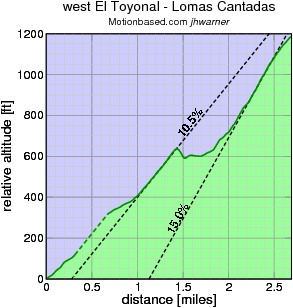 west El Toyonal - Lomas Cantadas
Motionbased.com jhwarner
relative altitude [ft]
1200
1000
800
600
400
200
0
10.5%
15.0%
0 0.5 1 1.5 2 2.5
distance [miles]